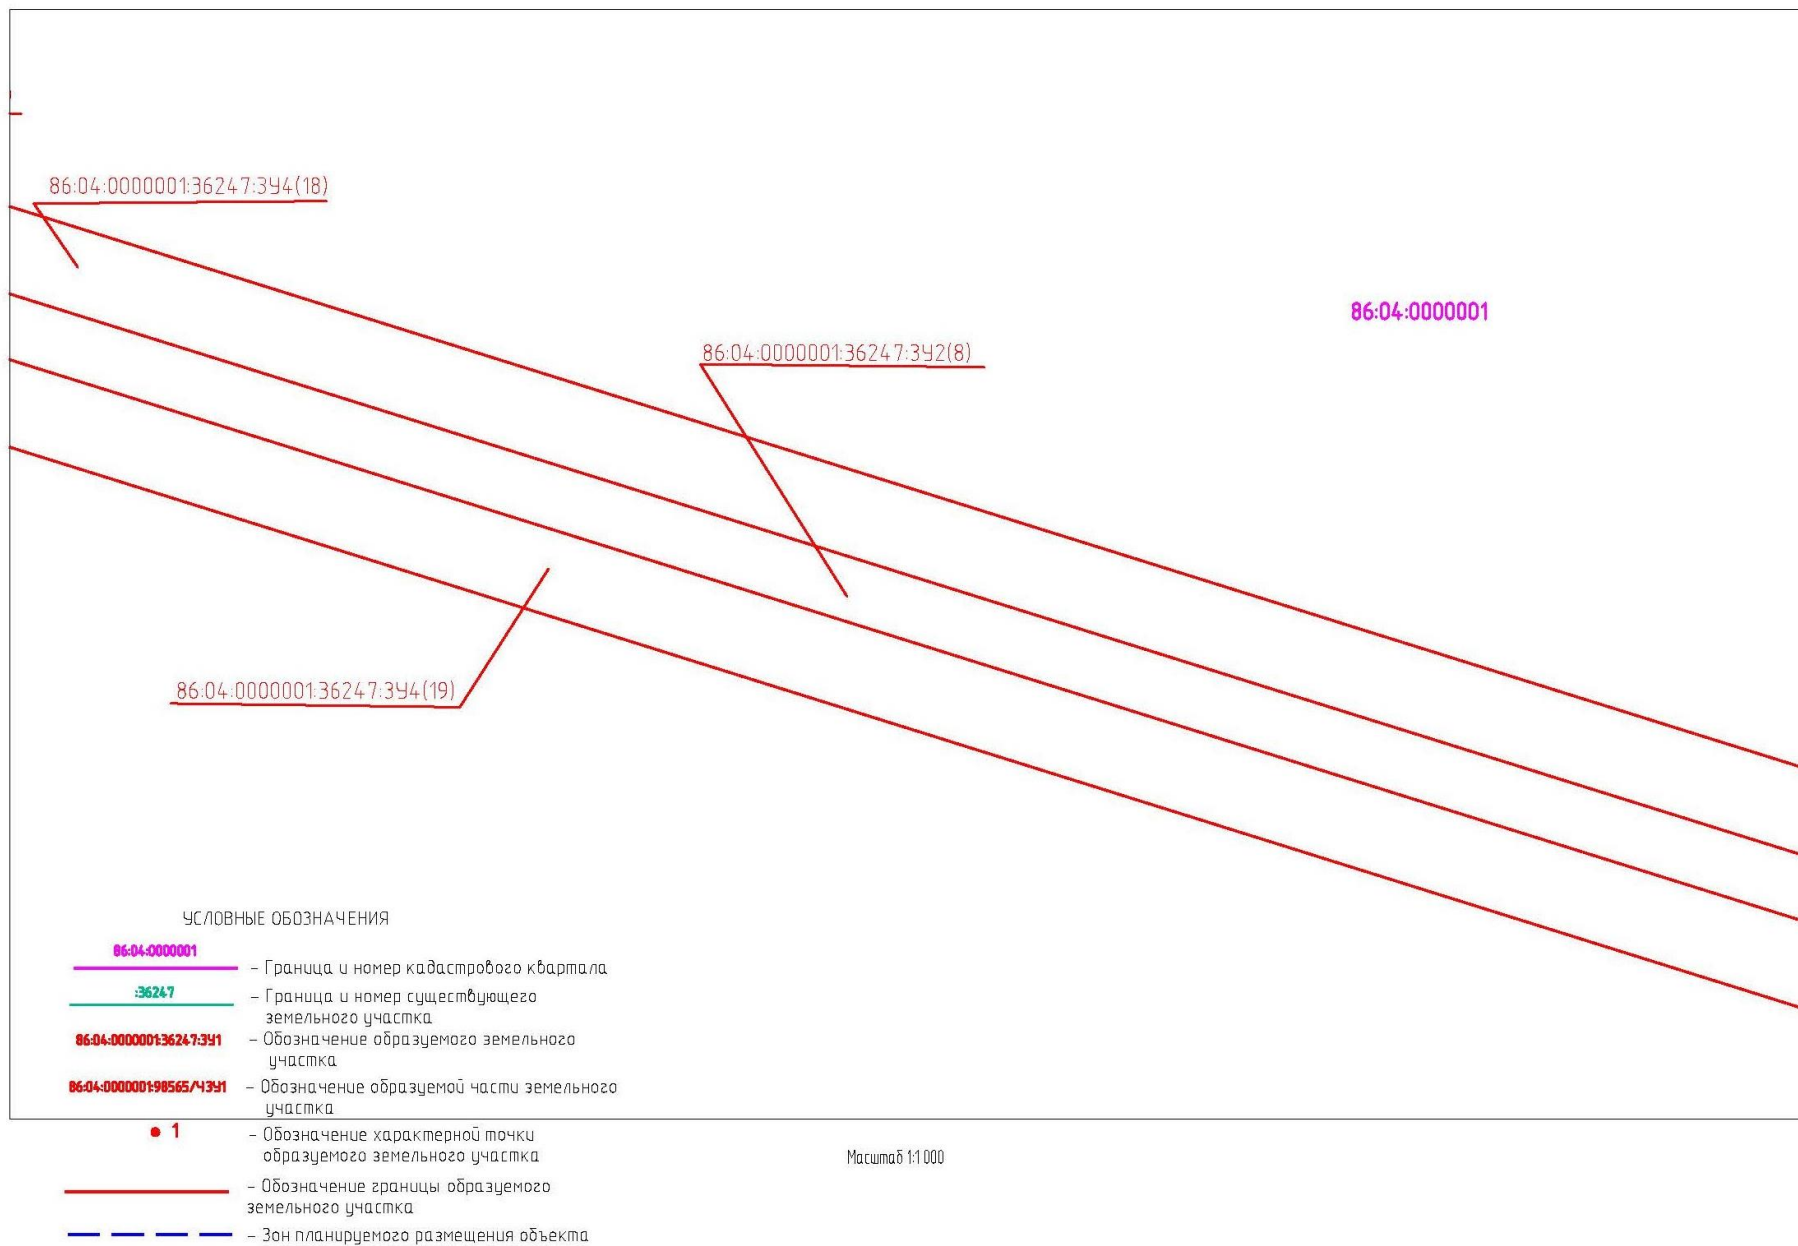 86:04:0000001:36247:ЗУ4(18)
86:04:0000001
86:04:0000001:36247:ЗУ2(8)
86:04:0000001:36247:ЗУ4(19)
УСЛОВНЫЕ ОБОЗНАЧЕНИЯ
86:04:0000001
- Граница и номер кадастрового квартала
:36247
- Граница и номер существующего
земельного участка
86:04:0000001:36247:ЗУ1
- Обозначение образуемого земельного
участка
86:04:0000001:98565/ЧЗУ1
- Обозначение образуемой части земельного
участка
1
- Обозначение характерной точки
образуемого земельного участка
Масштаб 1:1 000
- Обозначение границы образуемого
земельного участка
- Зон планируемого размещения объекта